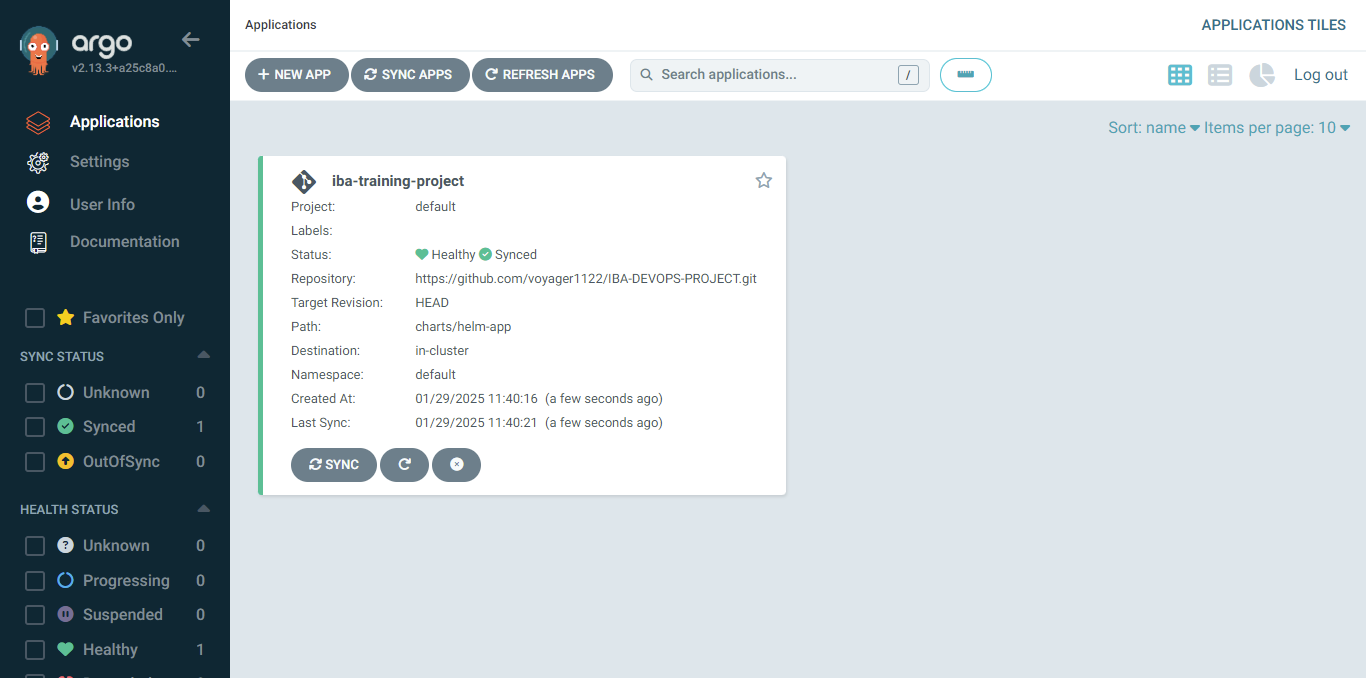 argo
v2.13.3+a25c8a0....
Applications
Settings
User Info
Documentation
Favorites Only
SYNC STATUS
Unknown 0
Synced 1
OutOfSync 0
HEALTH STATUS
Unknown 0
Progressing 0
Suspended 0
Healthy 1
Applications
APPLICATIONS TILES
+ NEW APP
SYNC APPS
REFRESH APPS
Search applications...
/
Log out
Sort: name Items per page: 10
iba-training-project
Project: default
Labels:
Status: Healthy Synced
Repository: https://github.com/voyager1122/IBA-DEVOPS-PROJECT.git
Target Revision: HEAD
Path: charts/helm-app
Destination: in-cluster
Namespace: default
Created At: 01/29/2025 11:40:16 (a few seconds ago)
Last Sync: 01/29/2025 11:40:21 (a few seconds ago)
SYNC